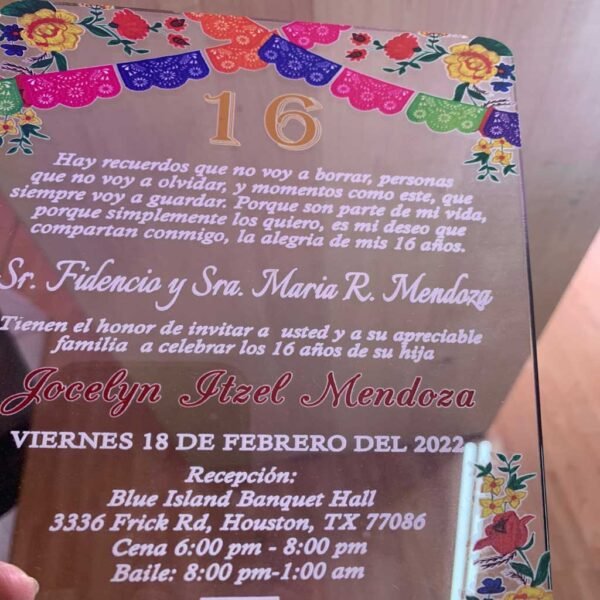 16
Hay recuerdos que no voy a borrar, personas
que no voy a olvidar, y momentos como este, que
siempre voy a guardar. Porque son parte de mi vida,
porque simplemente los quiero, es mi deseo que
compartan conmigo, la alegria de mis 16 años.
Sr. Fidencio y Sra. Maria R. Mendoza
Tienen el honor de invitar a usted y a su apreciable
familia a celebrar los 16 años de su hija
Jocelyn Itzel Mendoza
VIERNES 18 DE FEBRERO DEL 2022
Recepción:
Blue Island Banquet Hall
3336 Frick Rd, Houston, TX 77086
Cena 6:00 pm - 8:00 pm
Baile: 8:00 pm-1:00 am